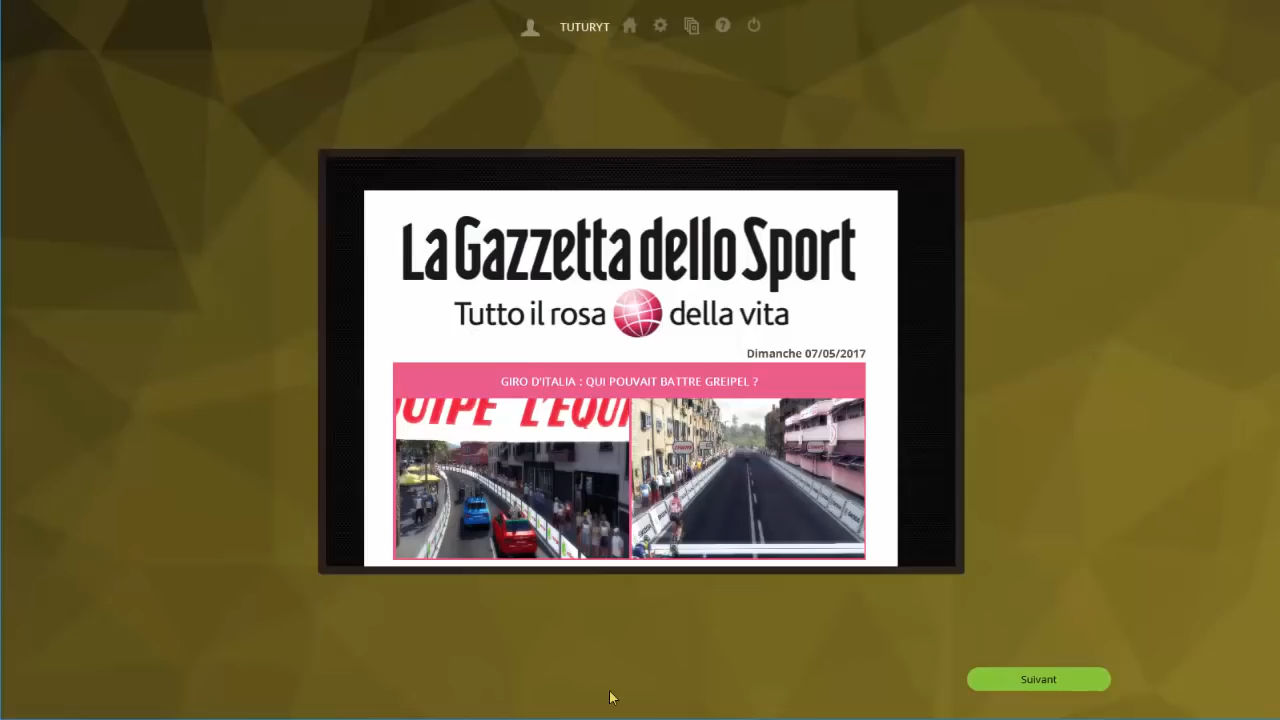 TUTURYT
La Gazzetta dello Sport
Tutto il rosa della vita
Dimanche 07/05/2017
GIRO D'ITALIA : QUI POUVAIT BATTRE GREIPEL ?
UIPE L'EQUI
Suivant